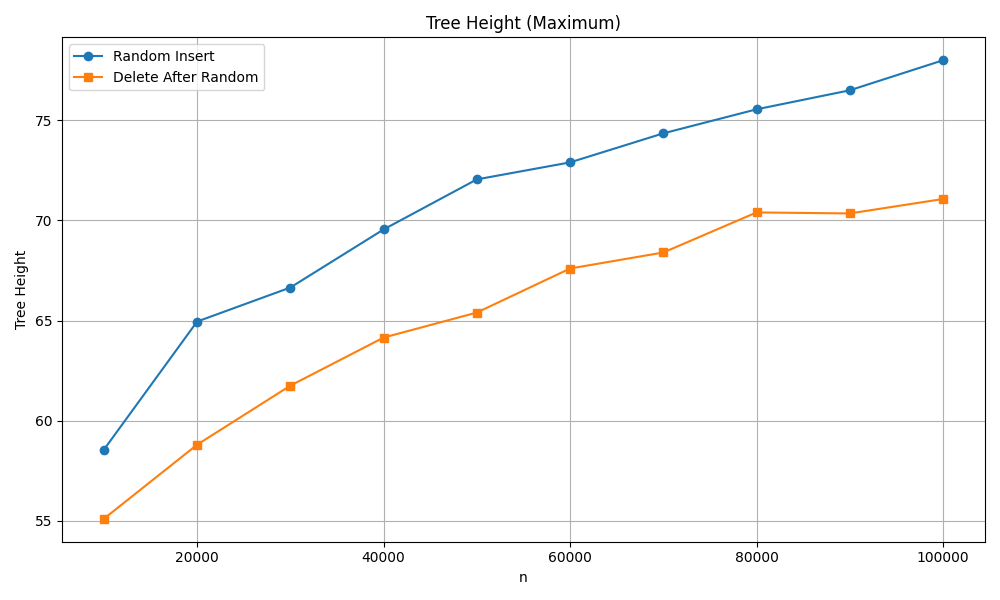 Tree Height (Maximum)
Random Insert
Delete After Random
Tree Height
75
70
65
60
55
20000
40000
60000
80000
100000
n